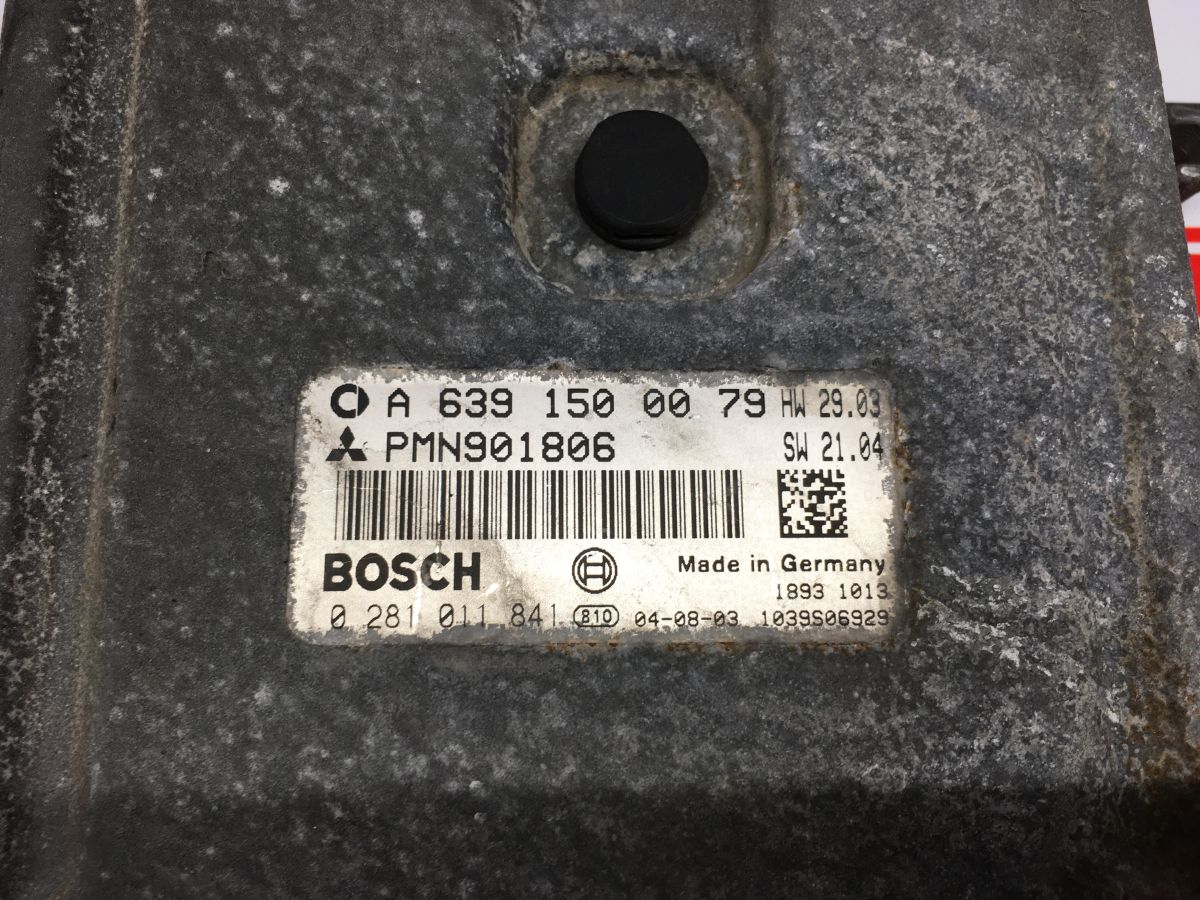 A 639 150 00 79 HW 29.03
PMN901806 SW 21.04
BOSCH Made in Germany
1893 1013
0 281 011 841 810 04-08-03 1039S06929